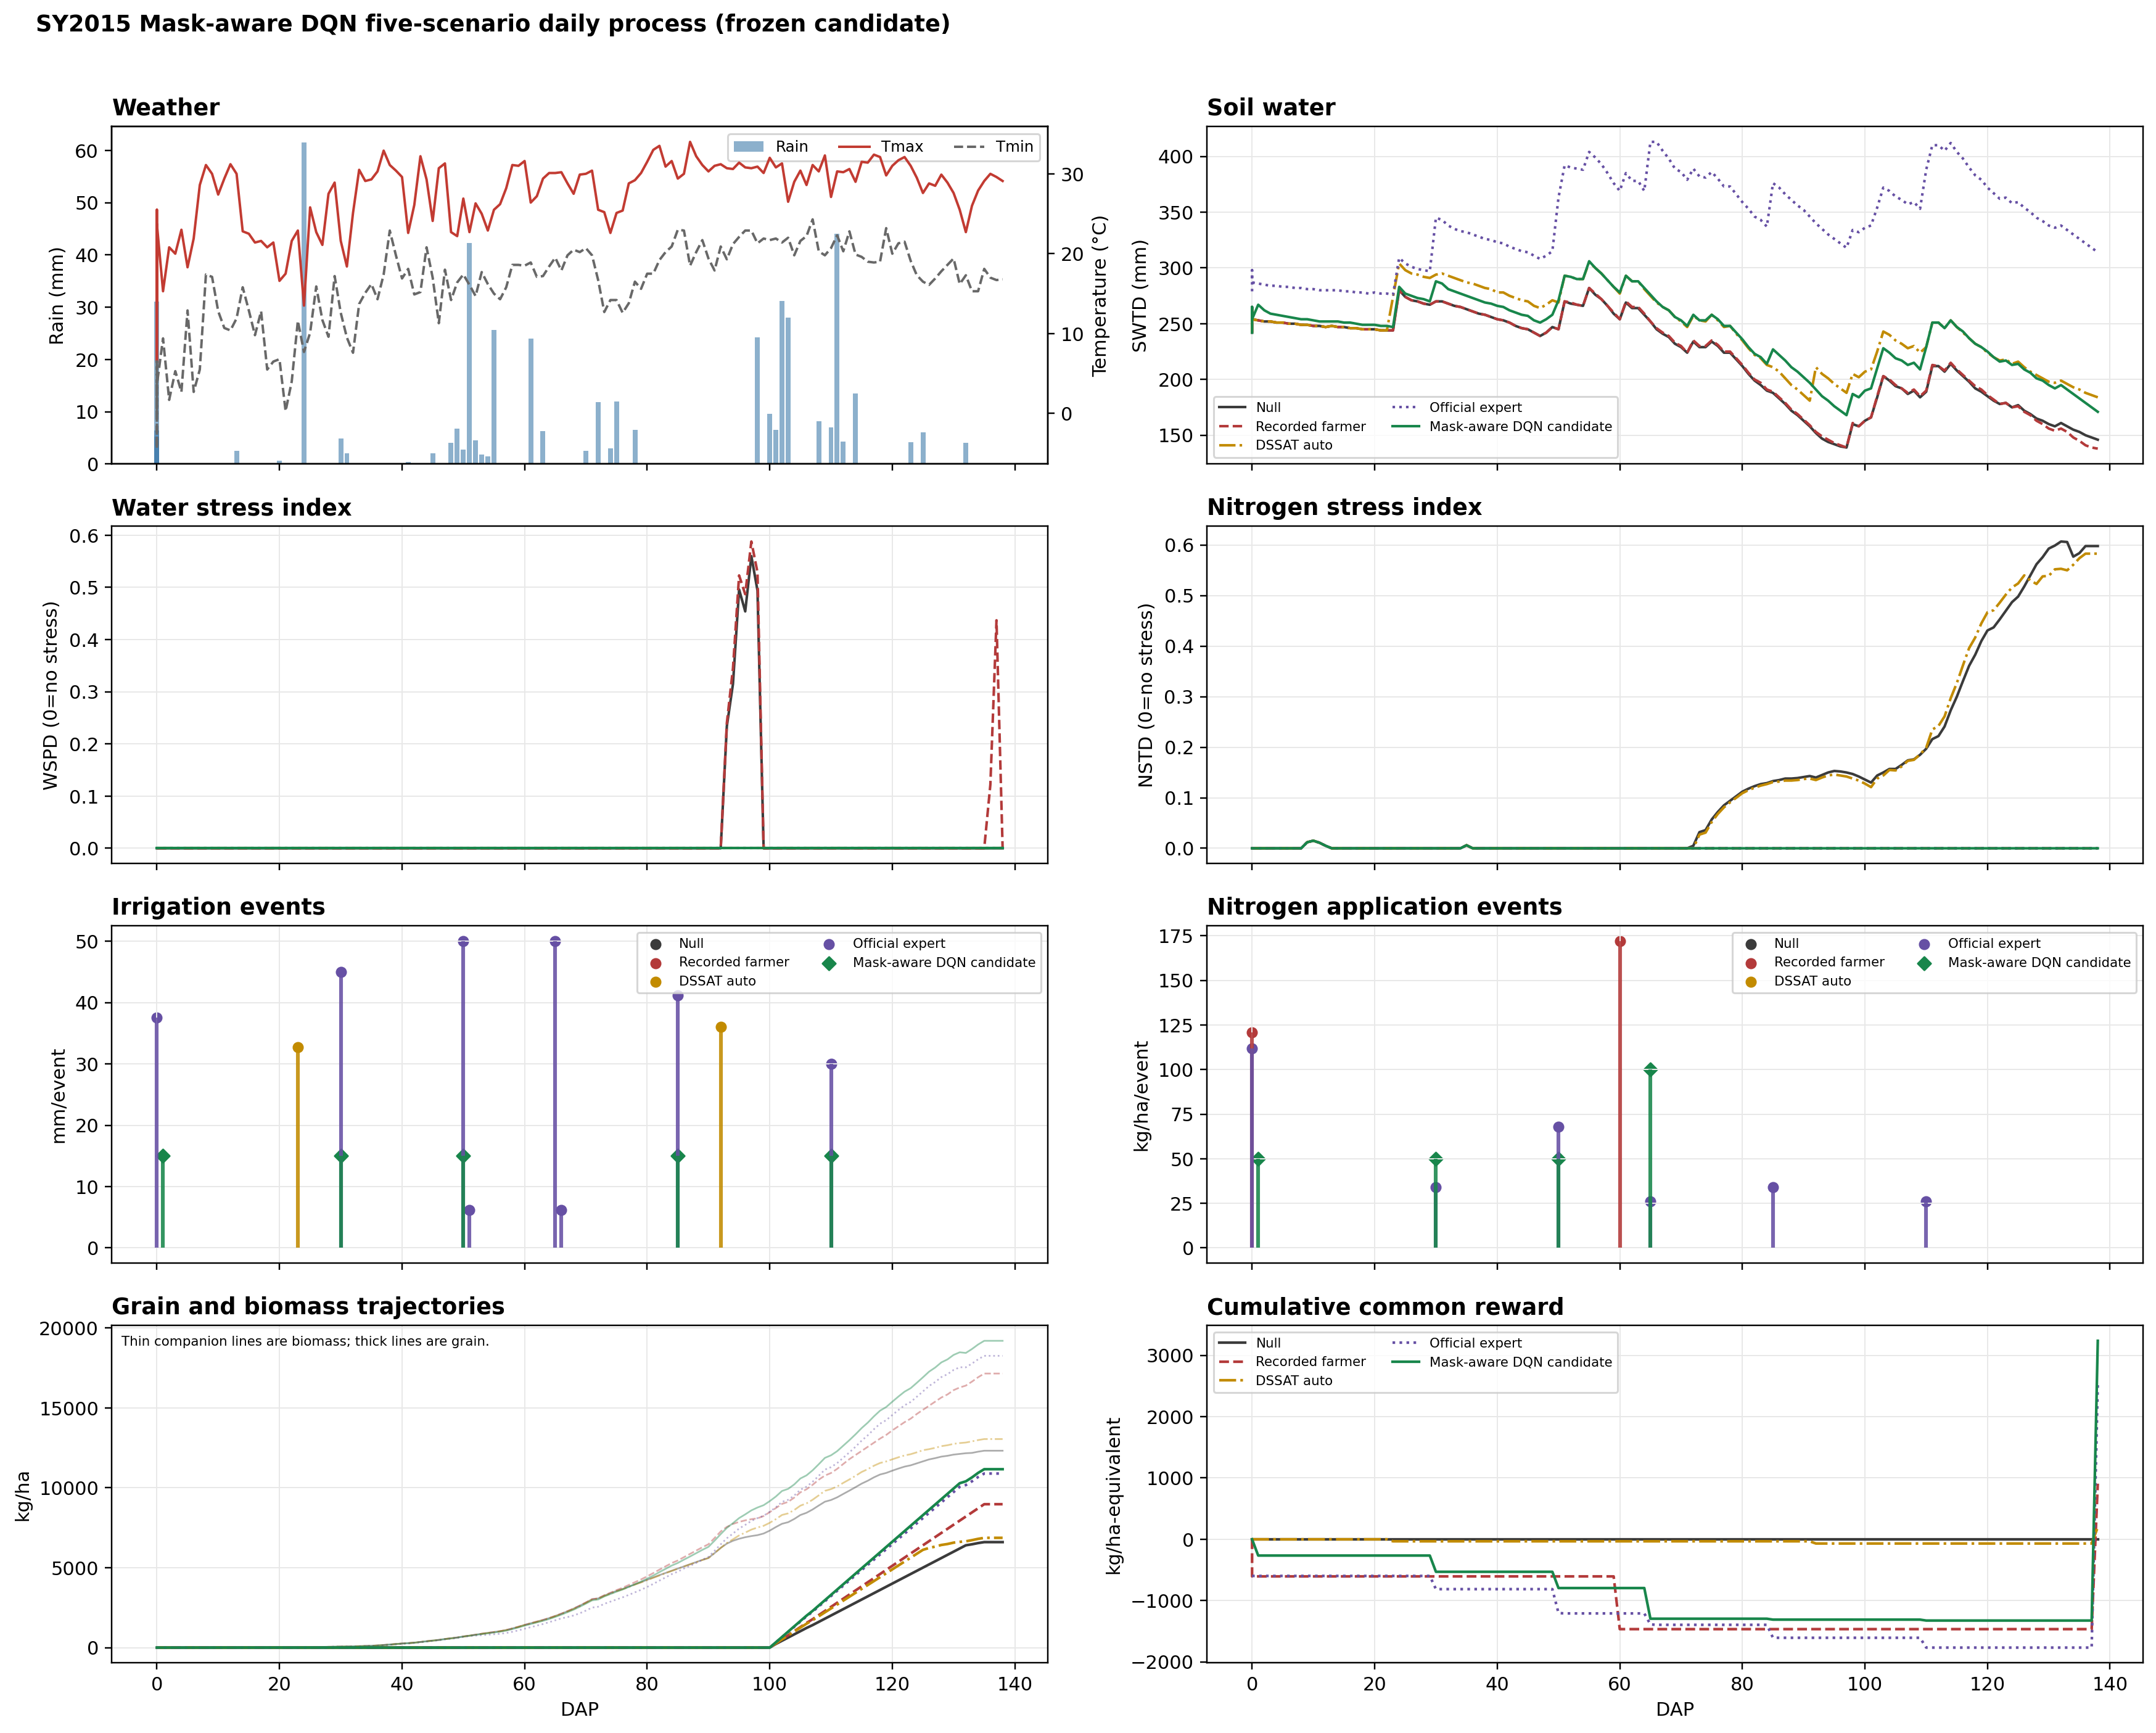 SY2015 Mask-aware DQN five-scenario daily process (frozen candidate)
Weather
Rain (mm)
60
50
40
30
20
10
0
Rain
Tmax
Tmin
30
20
10
0
Temperature (°C)
Soil water
SWTD (mm)
400
350
300
250
200
150
Null
Recorded farmer
DSSAT auto
Official expert
Mask-aware DQN candidate
Water stress index
WSPD (0=no stress)
0.6
0.5
0.4
0.3
0.2
0.1
0.0
Nitrogen stress index
NSTD (0=no stress)
0.6
0.5
0.4
0.3
0.2
0.1
0.0
Irrigation events
mm/event
50
40
30
20
10
0
Null
Recorded farmer
DSSAT auto
Official expert
Mask-aware DQN candidate
Nitrogen application events
kg/ha/event
175
150
125
100
75
50
25
0
Null
Recorded farmer
DSSAT auto
Official expert
Mask-aware DQN candidate
Grain and biomass trajectories
Thin companion lines are biomass; thick lines are grain.
kg/ha
20000
15000
10000
5000
0
0 20 40 60 80 100 120 140
DAP
Cumulative common reward
kg/ha-equivalent
3000
2000
1000
0
−1000
−2000
Null
Recorded farmer
DSSAT auto
Official expert
Mask-aware DQN candidate
0 20 40 60 80 100 120 140
DAP